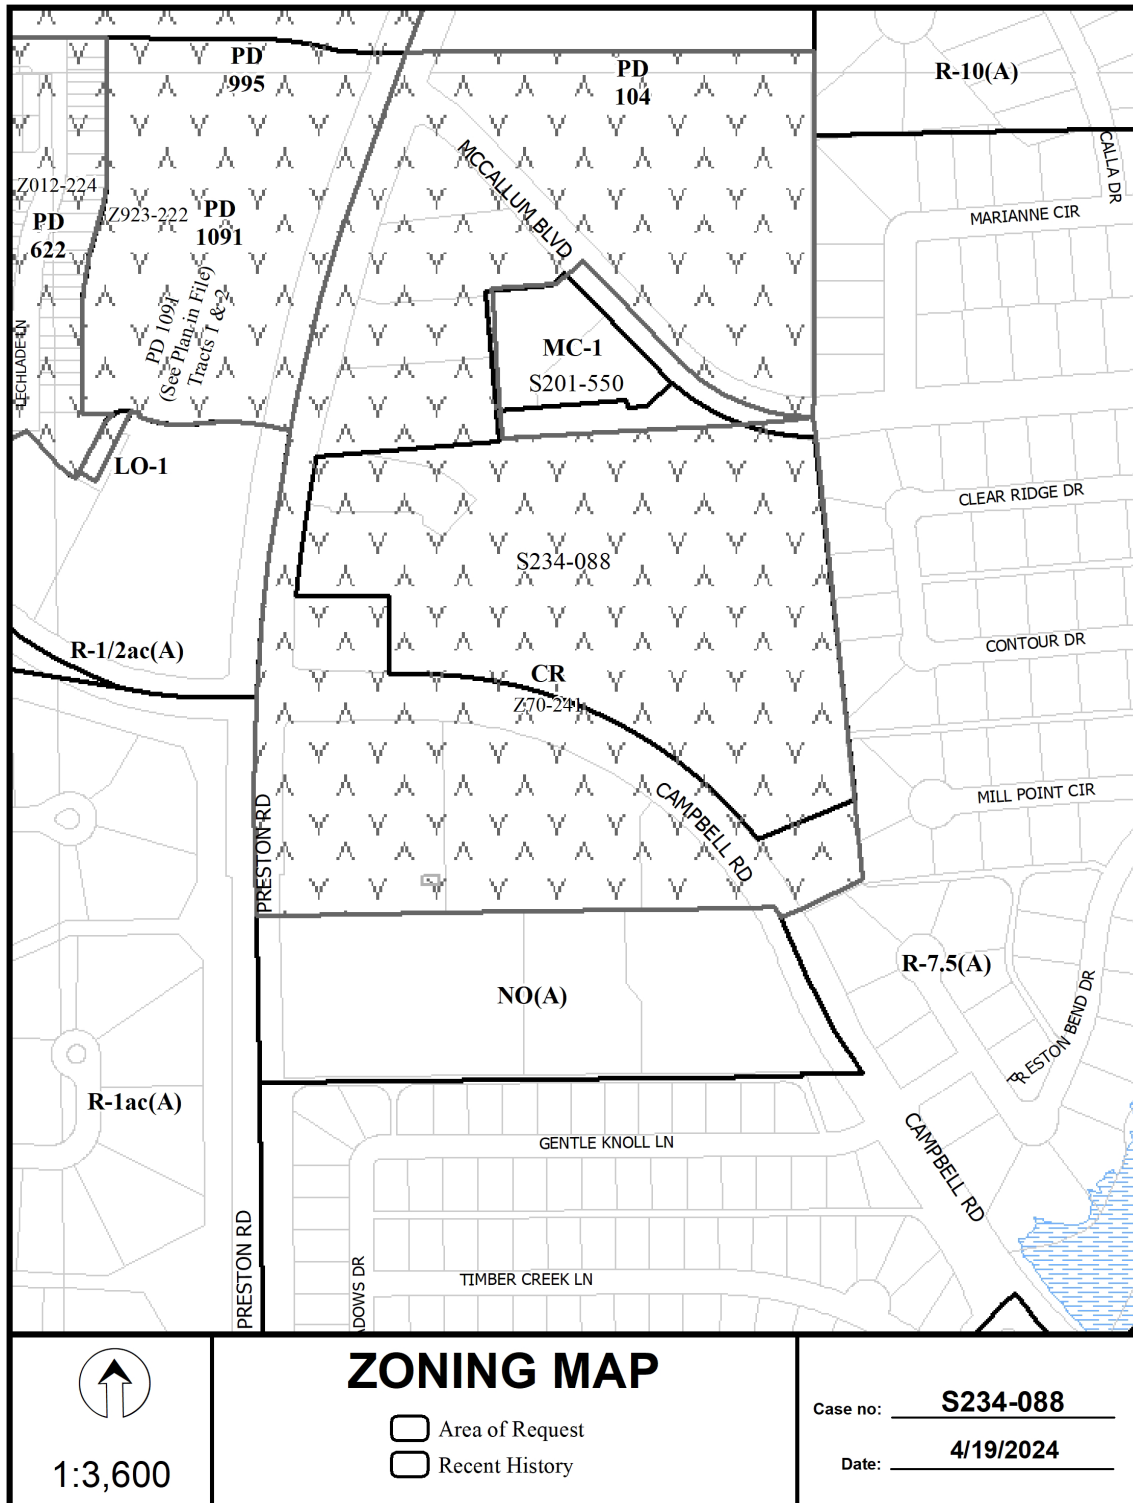 PD
995
PD
104
R-10(A)
CALLA DR
MCCALLUM BLVD
Z012-224
PD
622
Z923-222
PD
1091
MARIANNE CIR
PD 1091
(See Plan in File)
Tracts 1 & 2
LECHLADE LN
MC-1
S201-550
LO-1
CLEAR RIDGE DR
S234-088
R-1/2ac(A)
CONTOUR DR
CR
Z70-241
PRESTON RD
CAMPBELL RD
MILL POINT CIR
R-7.5(A)
NO(A)
PRESTON BEND DR
R-1ac(A)
GENTLE KNOLL LN
CAMPBELL RD
PRESTON RD
ADOWS DR
TIMBER CREEK LN
1:3,600
ZONING MAP
Area of Request
Recent History
Case no: S234-088
Date: 4/19/2024